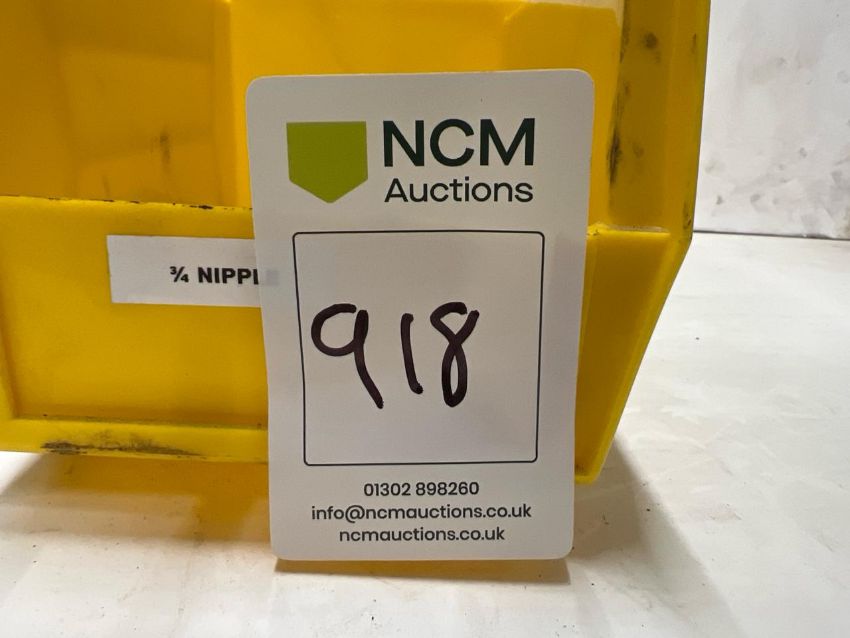 NCM
Auctions
¾ NIPPL
918
01302 898260
info@ncmauctions.co.uk
ncmauctions.co.uk